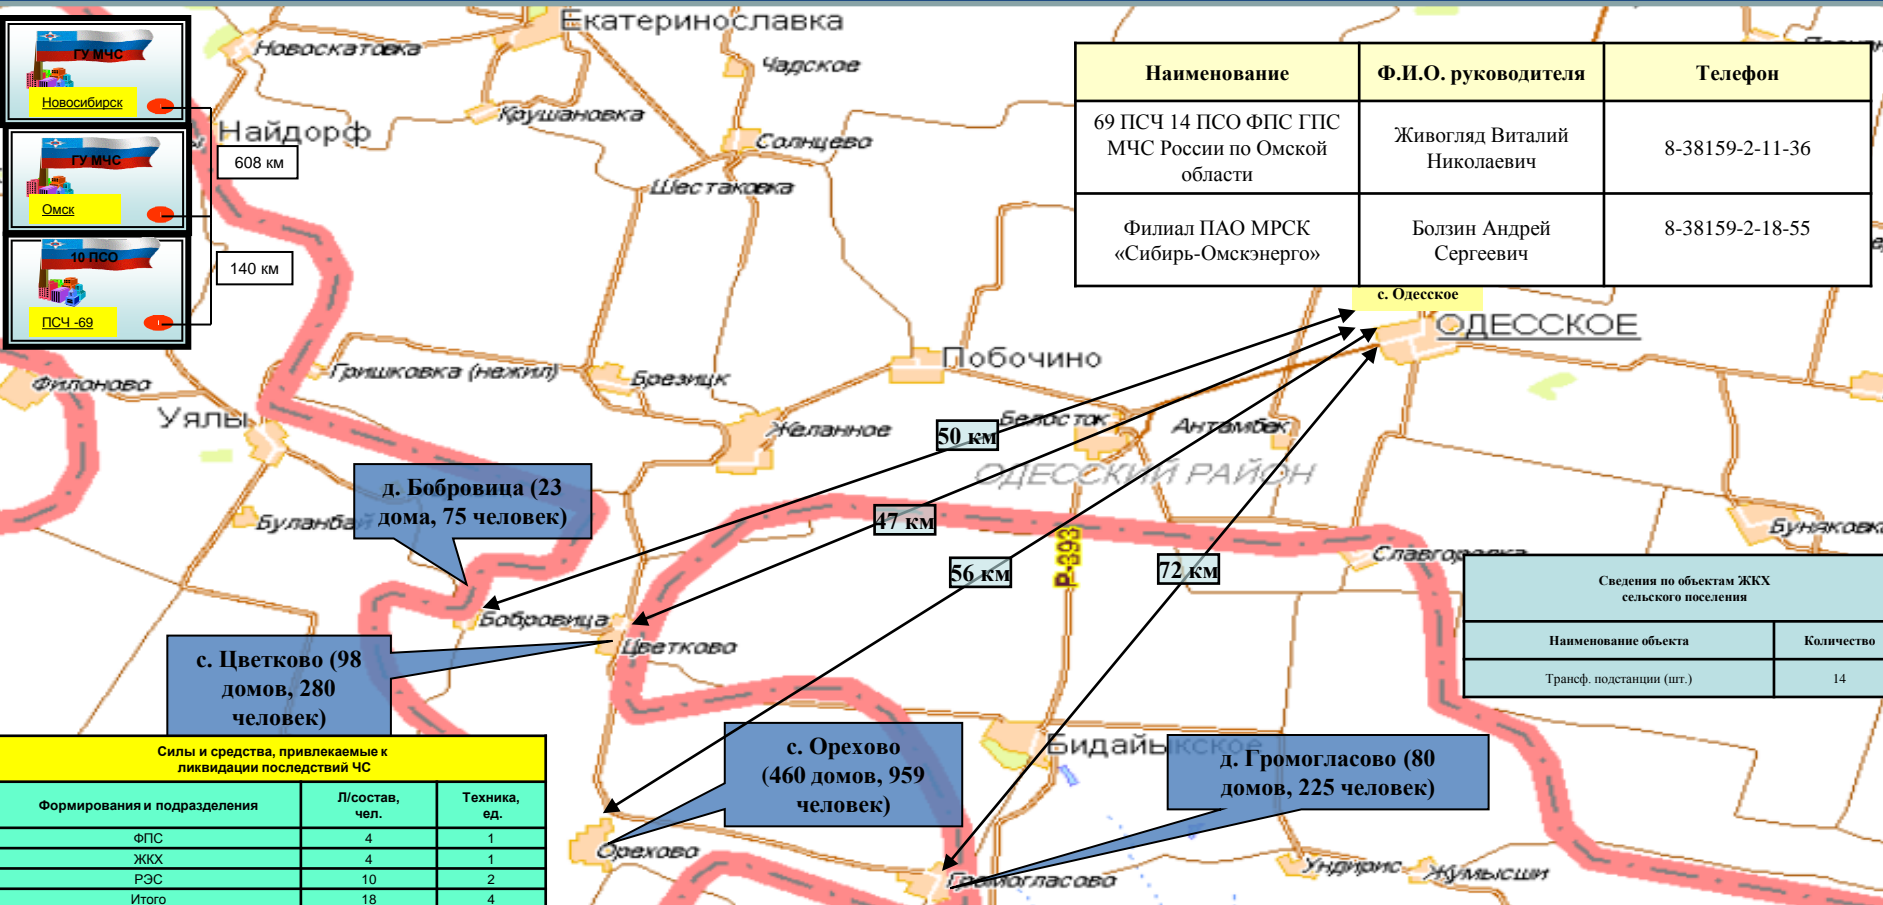 Екатеринославка
Новоскатовка
Чадское
Крушановка
Найдорф
Солнцево
Шестаковка
ГУ МЧС
Новосибирск
608 км
ГУ МЧС
Омск
140 км
10 ПСО
ПСЧ -69
Наименование
Ф.И.О. руководителя
Телефон
69 ПСЧ 14 ПСО ФПС ГПС
МЧС России по Омской
области
Живогляд Виталий
Николаевич
8-38159-2-11-36
Филиал ПАО МРСК
«Сибирь-Омскэнерго»
Болзин Андрей
Сергеевич
8-38159-2-18-55
с. Одесское
ОДЕССКОЕ
Филоново
Гришковка (нежил)
Брезицк
Побочино
Уялы
Желанное
Белосток
Антамбек
50 км
ОДЕССКИЙ РАЙОН
д. Бобровица (23
дома, 75 человек)
47 км
Р-393
56 км
72 км
Славгородка
Бобровица
Цветково
с. Цветково (98
домов, 280
человек)
Сведения по объектам ЖКХ
сельского поселения
Наименование объекта
Количество
Трансф. подстанции (шт.)
14
Силы и средства, привлекаемые к
ликвидации последствий ЧС
Формирования и подразделения
Л/состав,
чел.
Техника,
ед.
ФПС 4 1
ЖКХ 4 1
РЭС 10 2
Итого 18 4
с. Орехово
(460 домов, 959
человек)
Бидайыкское
д. Громогласово (80
домов, 225 человек)
Орехово
Громогласово
Ундирис
Жумысши